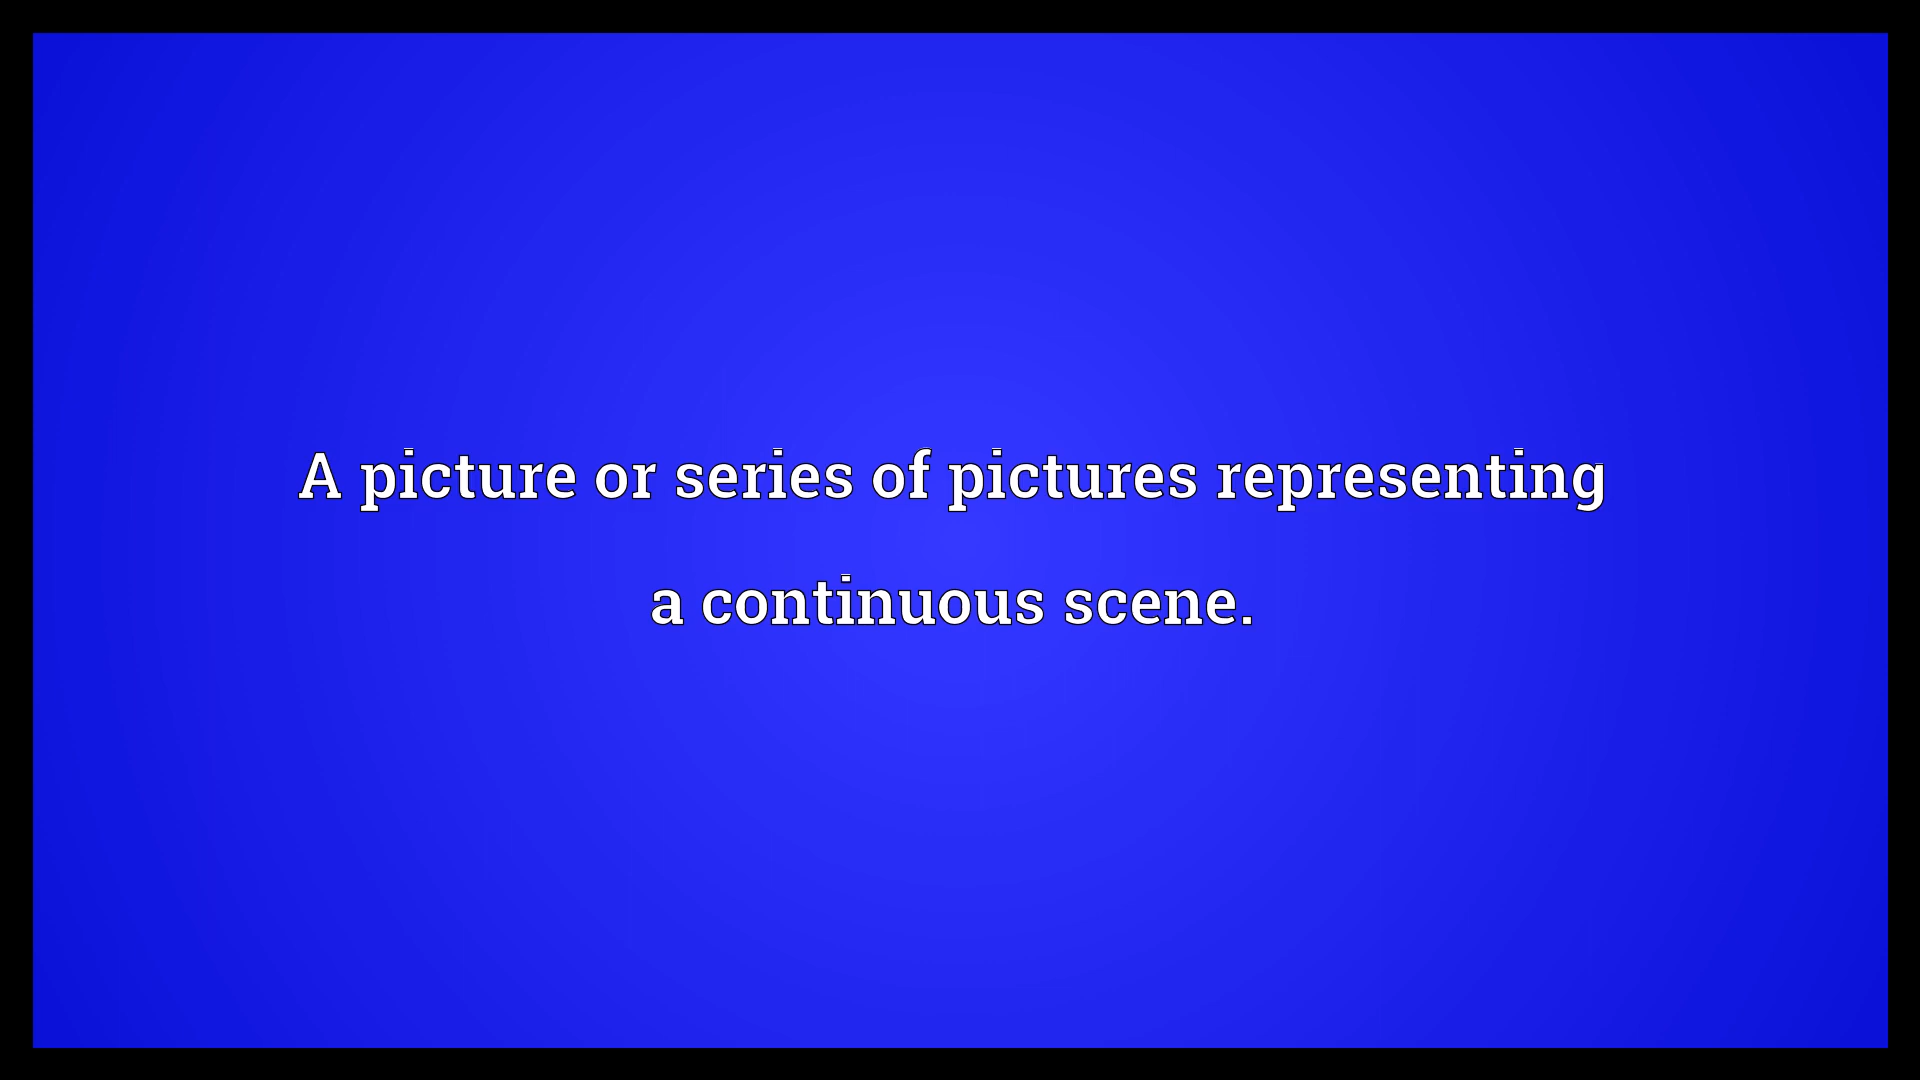 A picture or series of pictures representing
a continuous scene.